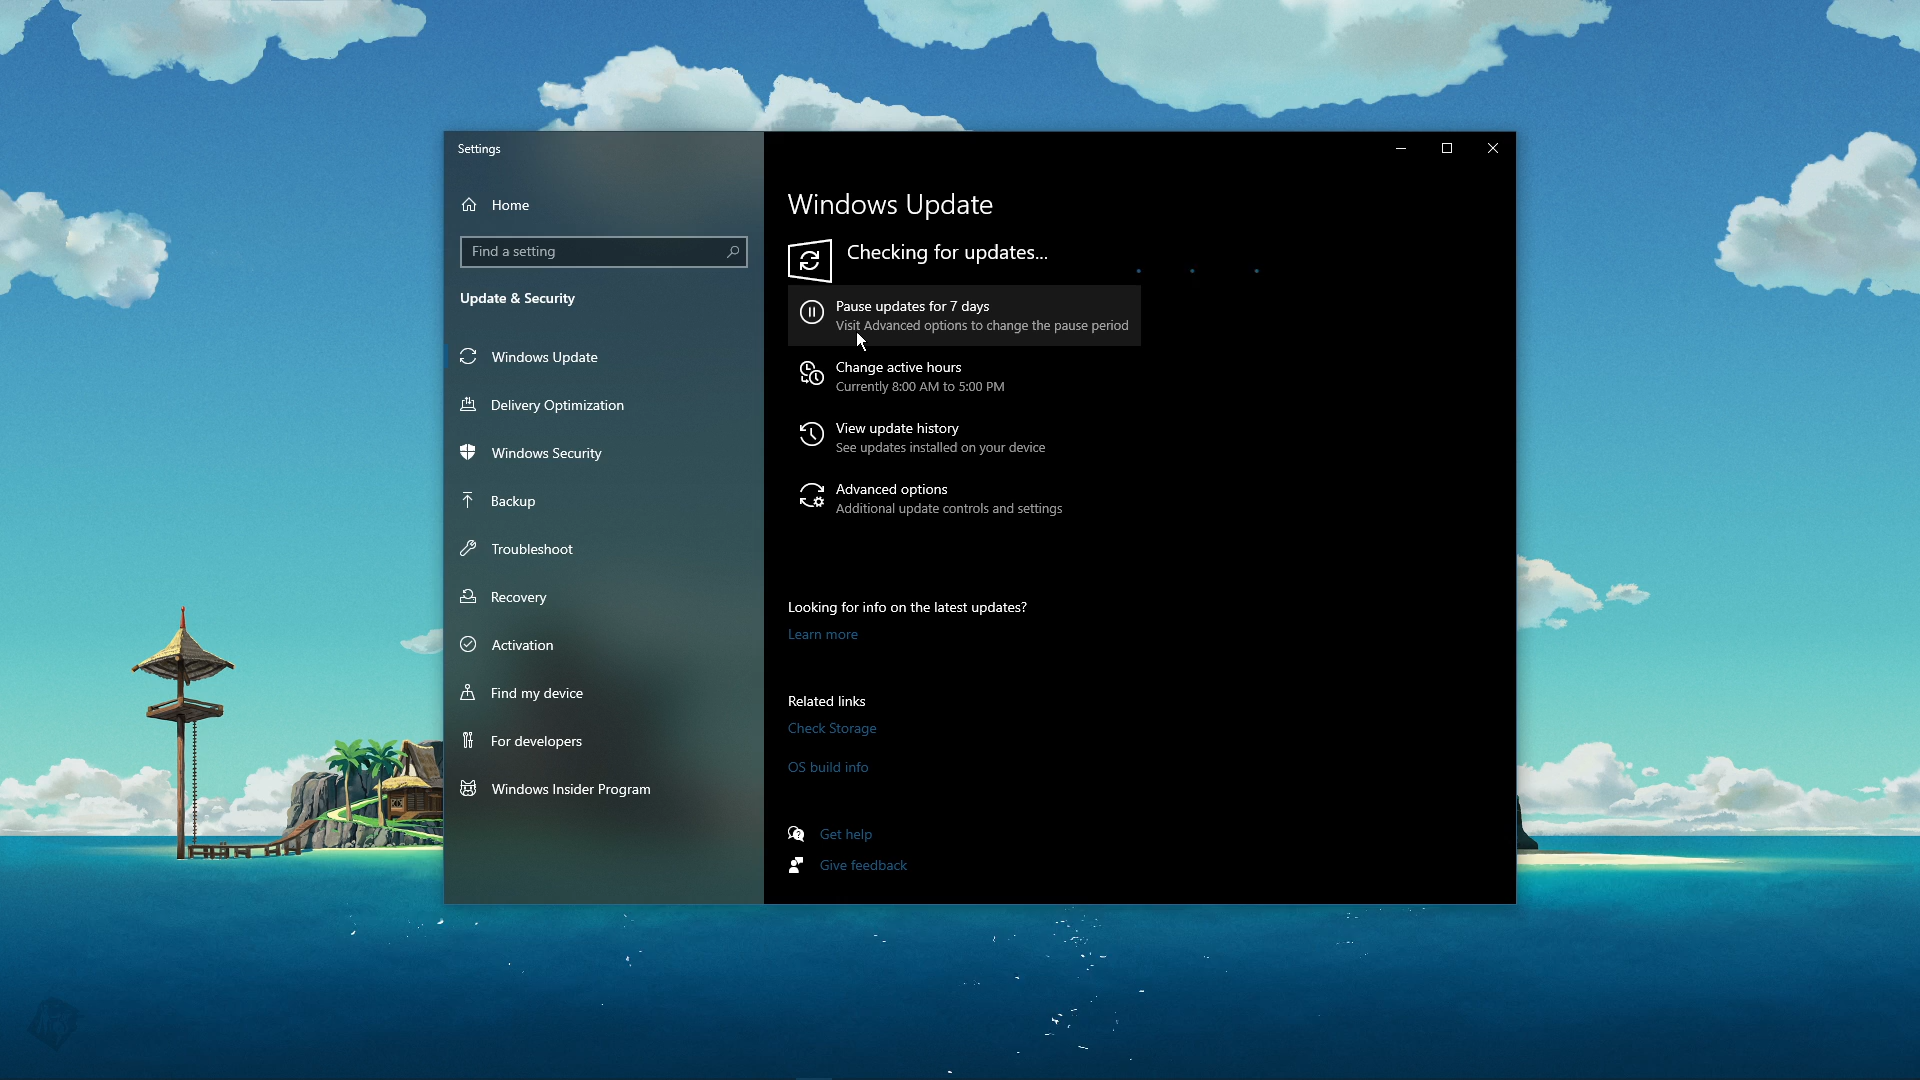 Settings
Home
Find a setting
Update & Security
Windows Update
Delivery Optimization
Windows Security
Backup
Troubleshoot
Recovery
Activation
Find my device
For developers
Windows Insider Program
Windows Update
Checking for updates...
Pause updates for 7 days
Visit Advanced options to change the pause period
Change active hours
Currently 8:00 AM to 5:00 PM
View update history
See updates installed on your device
Advanced options
Additional update controls and settings
Looking for info on the latest updates?
Learn more
Related links
Check Storage
OS build info
Get help
Give feedback